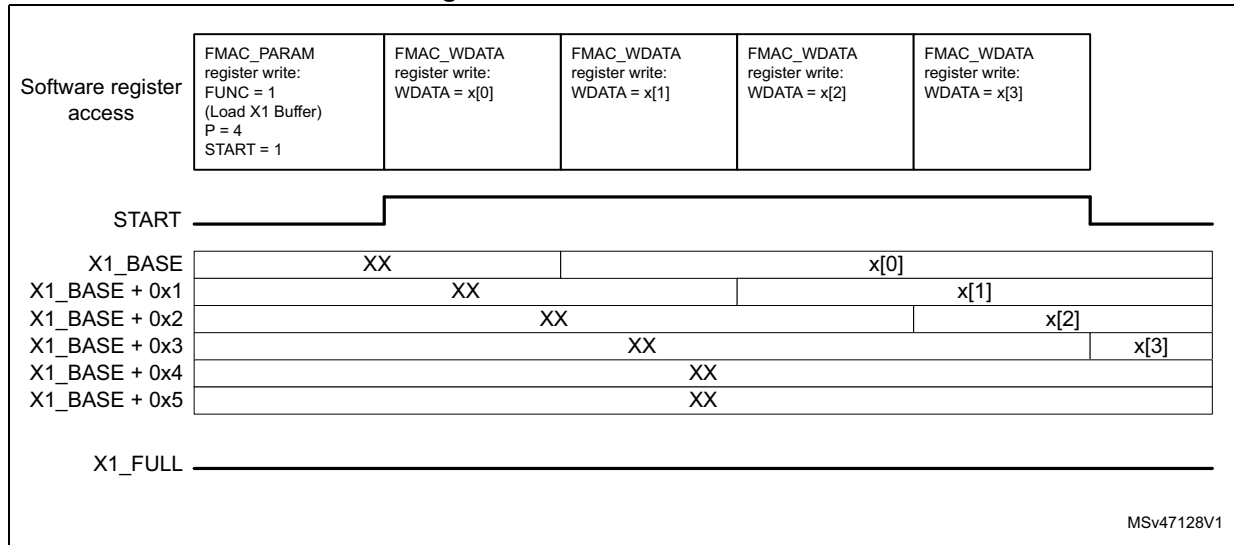 Software register
access
FMAC_PARAM
register write:
FUNC = 1
(Load X1 Buffer)
P = 4
START = 1
FMAC_WDATA
register write:
WDATA = x[0]
FMAC_WDATA
register write:
WDATA = x[1]
FMAC_WDATA
register write:
WDATA = x[2]
FMAC_WDATA
register write:
WDATA = x[3]
START
X1_BASE XX x[0]
X1_BASE + 0x1 XX x[1]
X1_BASE + 0x2 XX x[2]
X1_BASE + 0x3 XX x[3]
X1_BASE + 0x4 XX
X1_BASE + 0x5 XX
X1_FULL
MSv47128V1